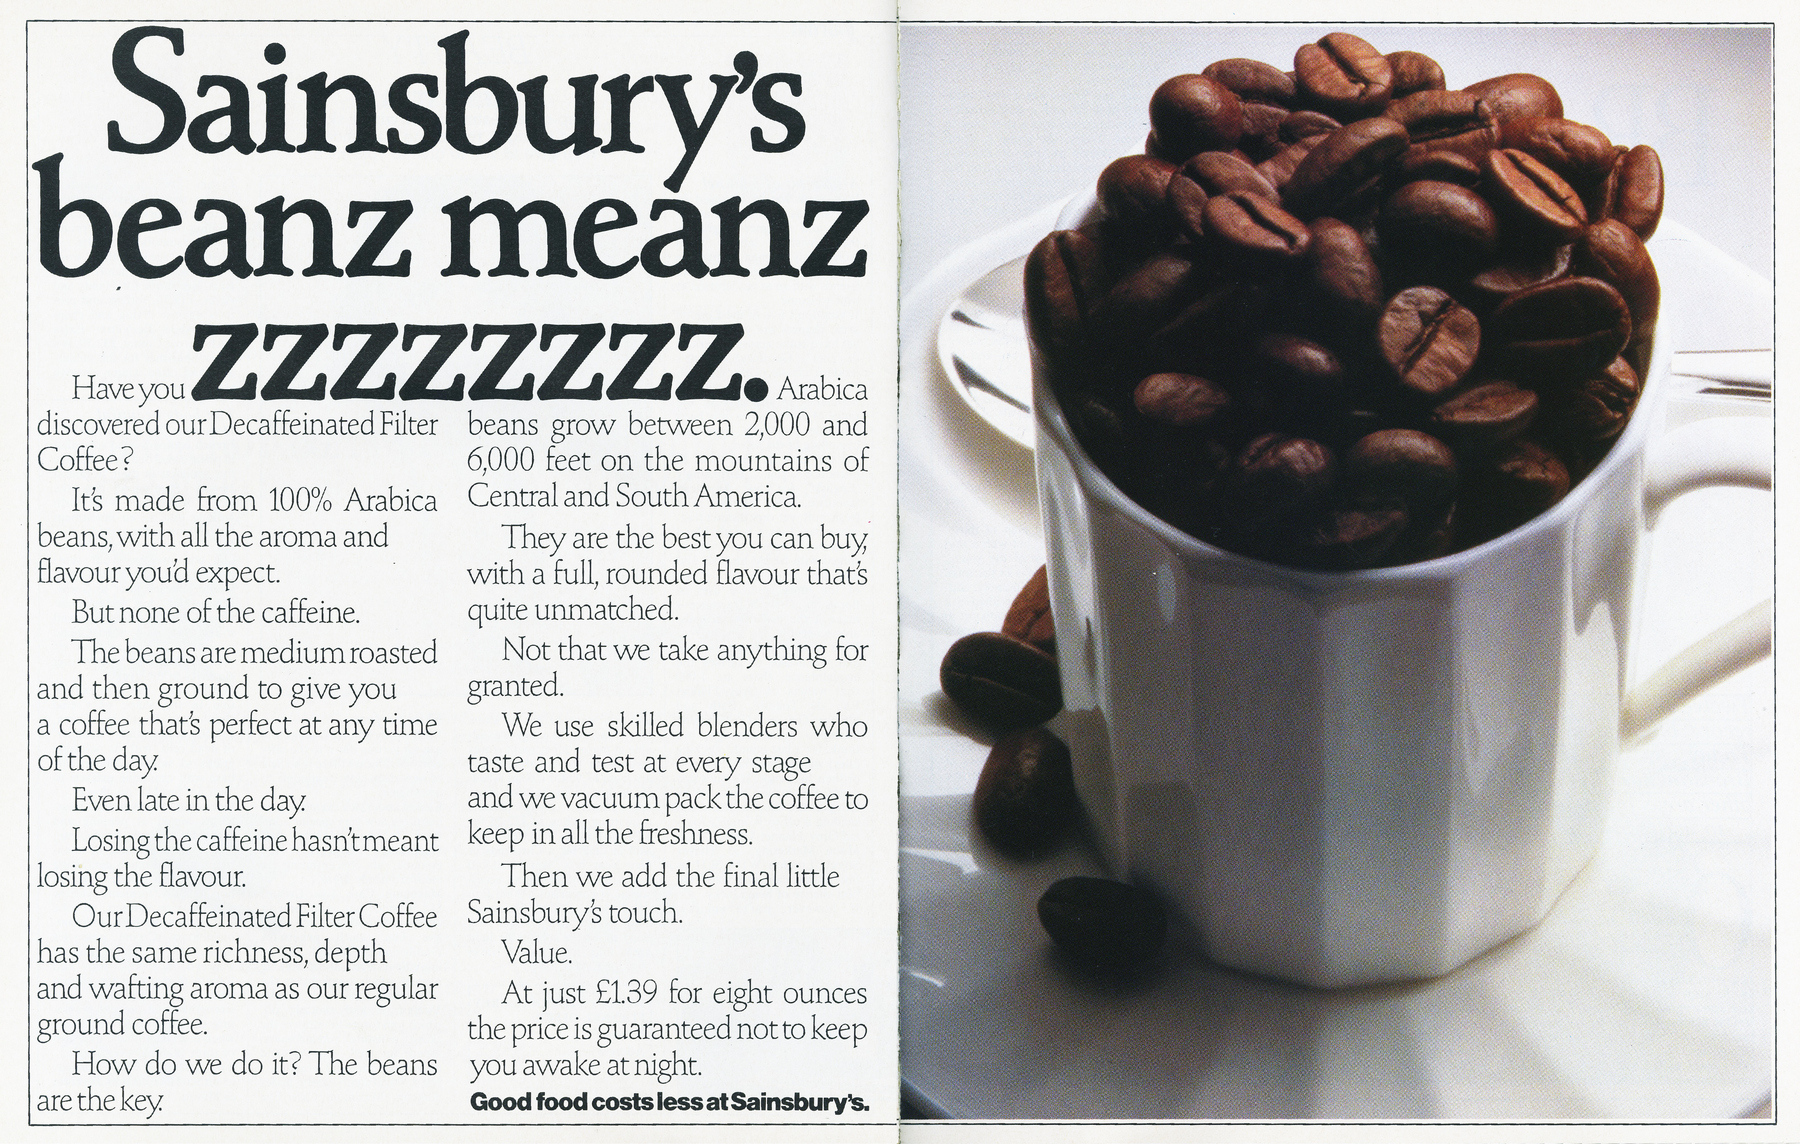 Sainsbury's
beanz meanz
zzzzzzzz.
Have you
discovered our Decaffeinated Filter
Coffee?
It's made from 100% Arabica
beans, with all the aroma and
flavour you'd expect.
But none of the caffeine.
The beans are medium roasted
and then ground to give you
a coffee that's perfect at any time
of the day.
Even late in the day.
Losing the caffeine hasn't meant
losing the flavour.
Our Decaffeinated Filter Coffee
has the same richness, depth
and wafting aroma as our regular
ground coffee.
How do we do it? The beans
are the key.
Arabica
beans grow between 2,000 and
6,000 feet on the mountains of
Central and South America.
They are the best you can buy,
with a full, rounded flavour that's
quite unmatched.
Not that we take anything for
granted.
We use skilled blenders who
taste and test at every stage
and we vacuum pack the coffee to
keep in all the freshness.
Then we add the final little
Sainsbury's touch.
Value.
At just £1.39 for eight ounces
the price is guaranteed not to keep
you awake at night.
Good food costs less at Sainsbury's.